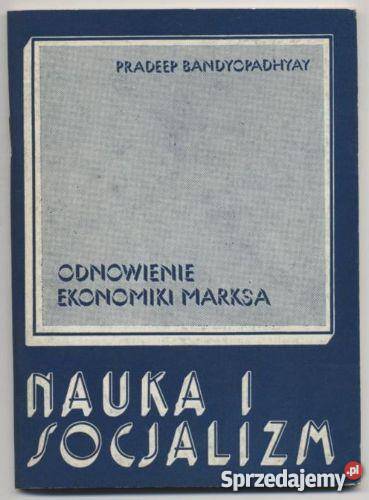 PRADEEP BANDYOPADHYAY
ODNOWIENIE
EKONOMIKI MARKSA
NAUKA I
SOCJALIZM
Sprzedajemy.pl